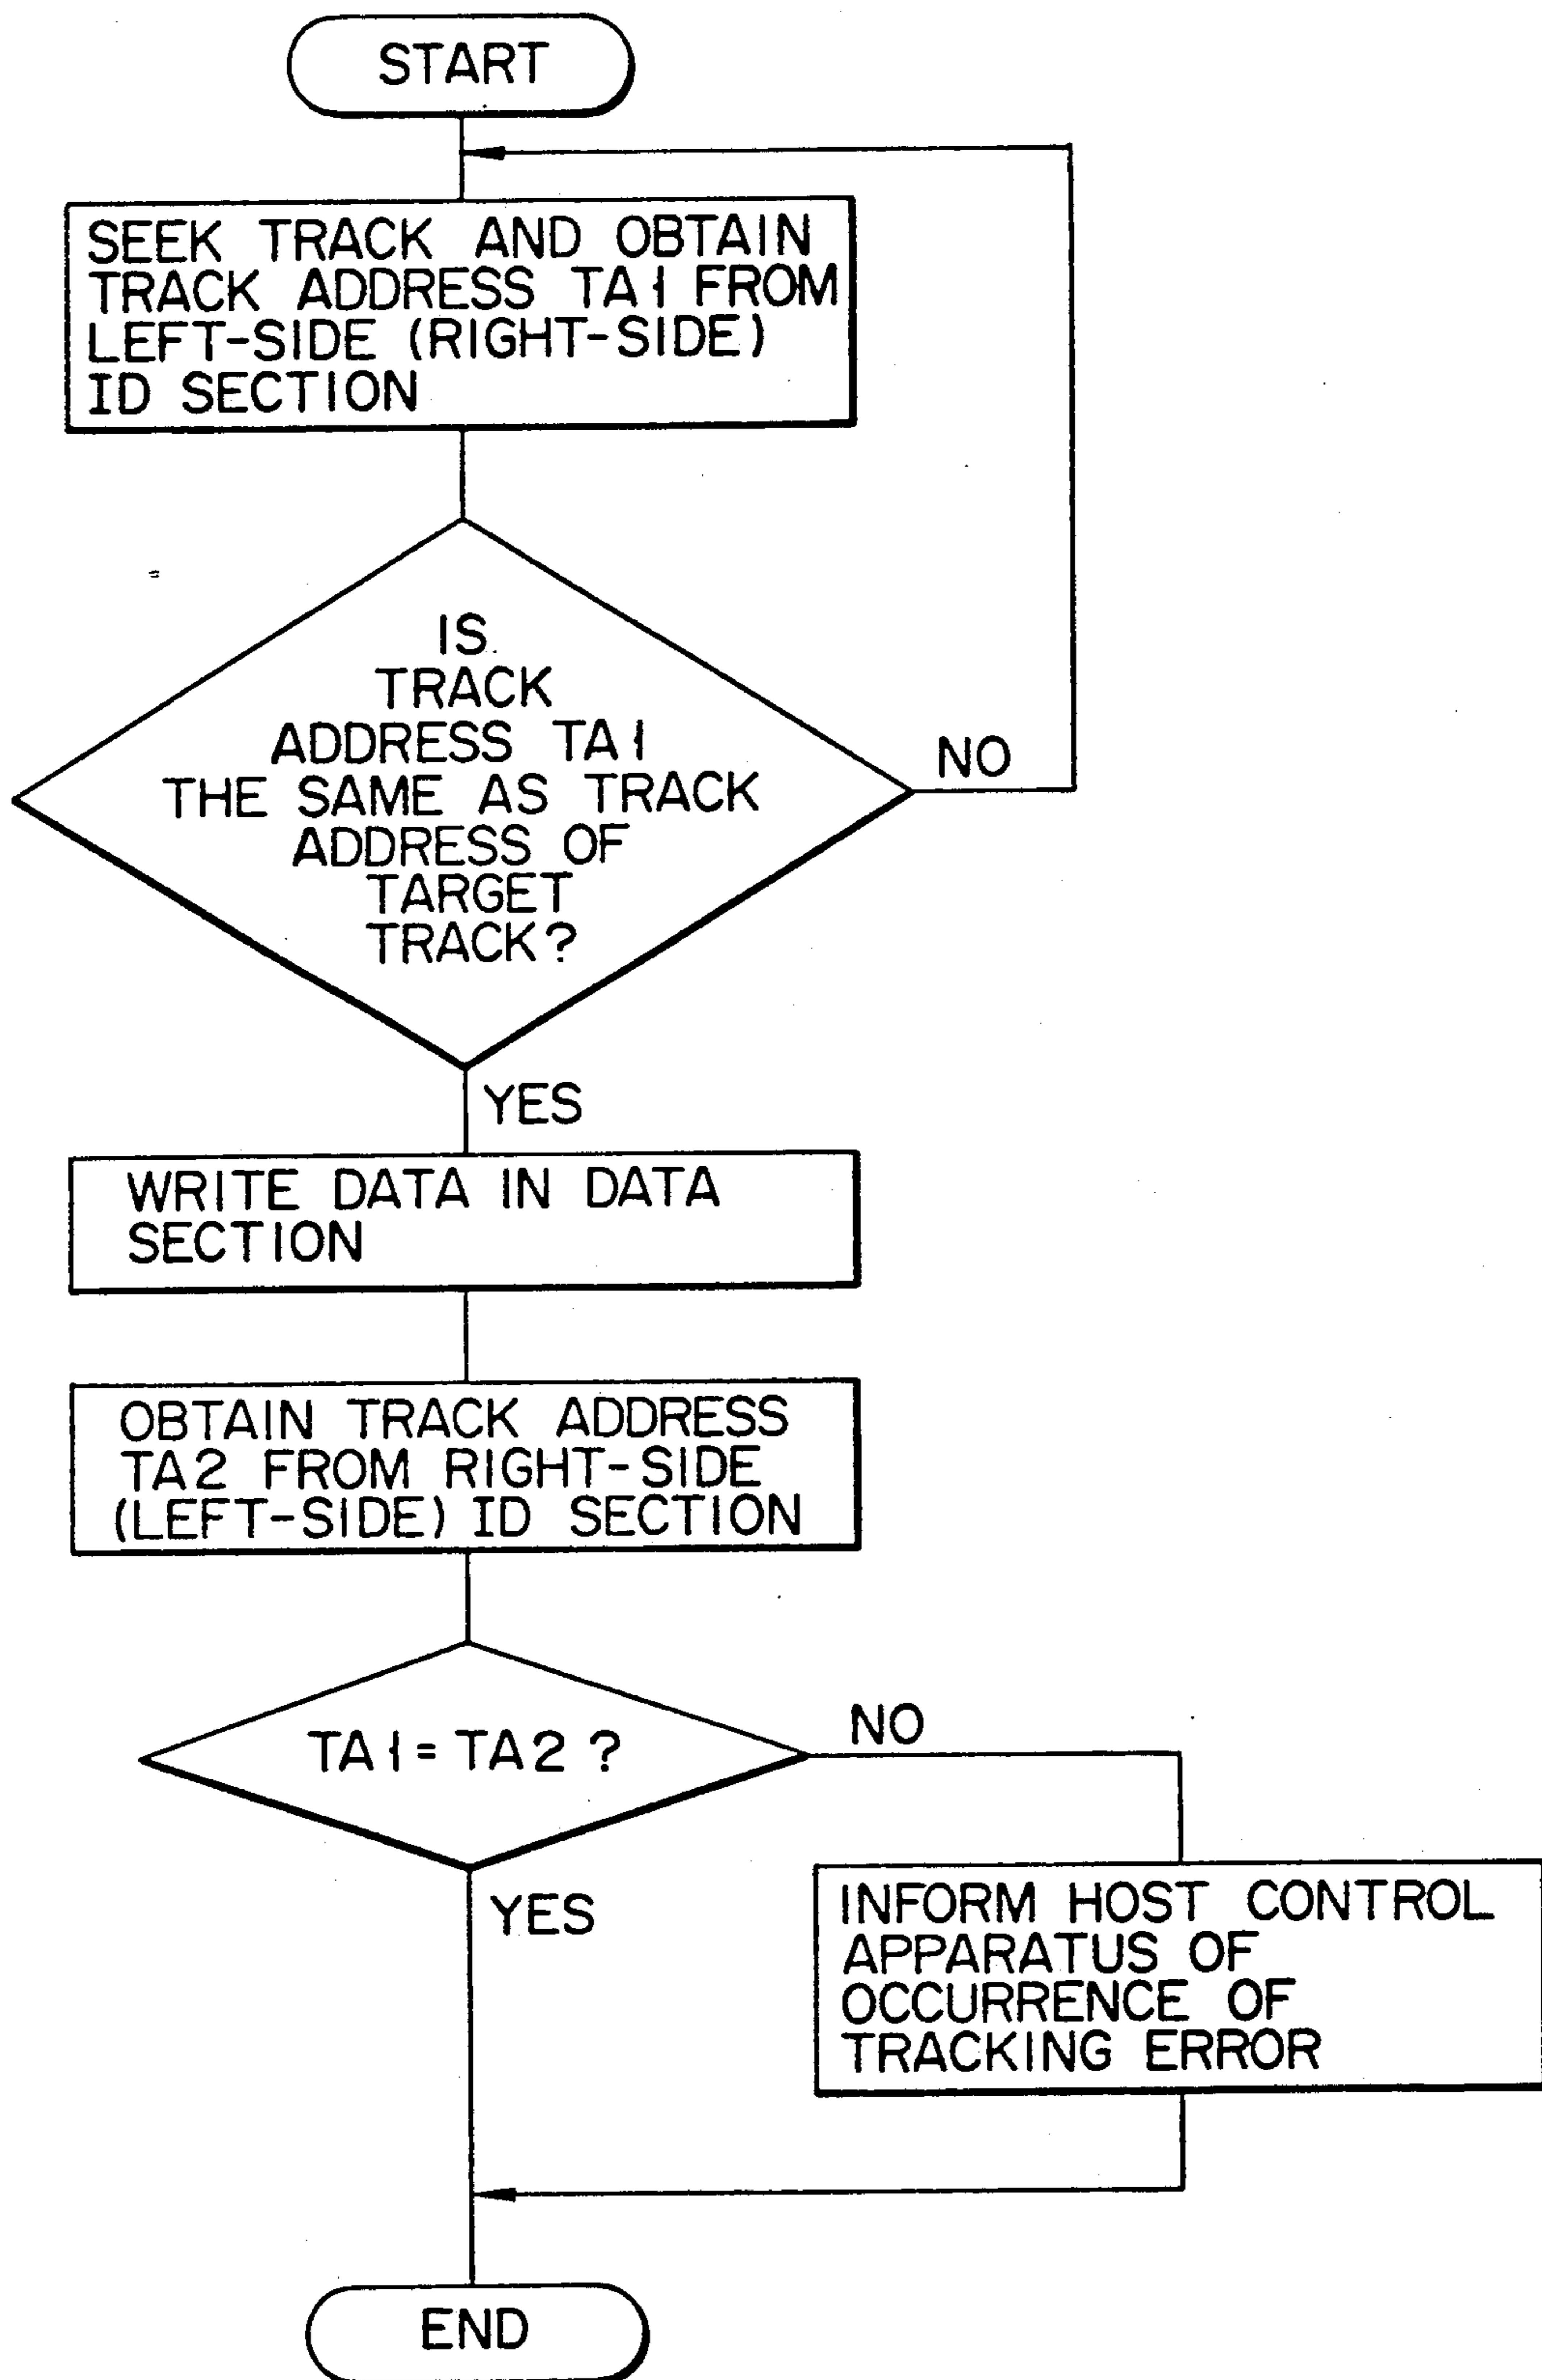 START
SEEK TRACK AND OBTAIN
TRACK ADDRESS TA1 FROM
LEFT-SIDE (RIGHT-SIDE)
ID SECTION
IS
TRACK
ADDRESS TA1
THE SAME AS TRACK
ADDRESS OF
TARGET
TRACK?
NO
YES
WRITE DATA IN DATA
SECTION
OBTAIN TRACK ADDRESS
TA2 FROM RIGHT-SIDE
(LEFT-SIDE) ID SECTION
TA1 = TA2 ?
NO
YES
INFORM HOST CONTROL
APPARATUS OF
OCCURRENCE OF
TRACKING ERROR
END